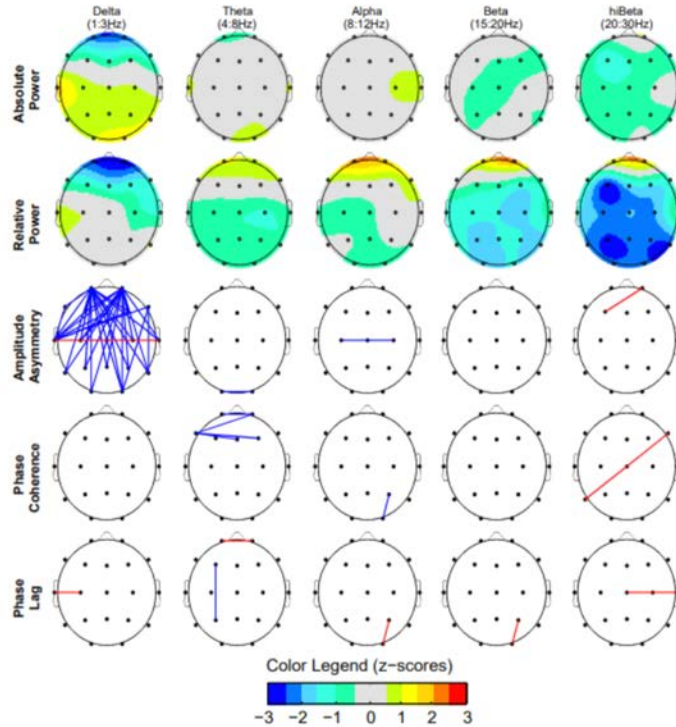 Delta Theta Alpha Beta hiBeta
(1:3Hz) (4:8Hz) (8:12Hz) (15:20Hz) (20:30Hz)
Absolute
Power
Relative
Power
Amplitude
Asymmetry
Phase
Coherence
Phase
Lag
Color Legend (z-scores)
−3 −2 −1 0 1 2 3